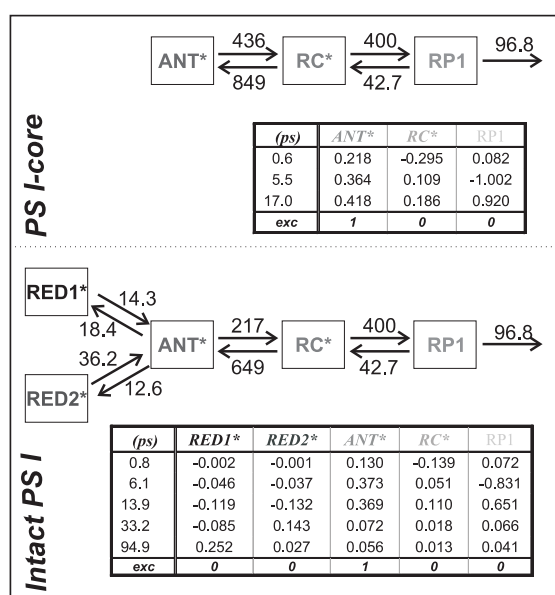 PS I-core
436
400
96.8
ANT*
RC*
RP1
849
42.7
(ps) ANT* RC* RP1
0.6 0.218 -0.295 0.082
5.5 0.364 0.109 -1.002
17.0 0.418 0.186 0.920
exc 1 0 0
Intact PS I
RED1*
14.3
18.4
217
400
96.8
ANT*
RC*
RP1
36.2
649
42.7
RED2*
12.6
(ps) RED1* RED2* ANT* RC* RP1
0.8 -0.002 -0.001 0.130 -0.139 0.072
6.1 -0.046 -0.037 0.373 0.051 -0.831
13.9 -0.119 -0.132 0.369 0.110 0.651
33.2 -0.085 0.143 0.072 0.018 0.066
94.9 0.252 0.027 0.056 0.013 0.041
exc 0 0 1 0 0